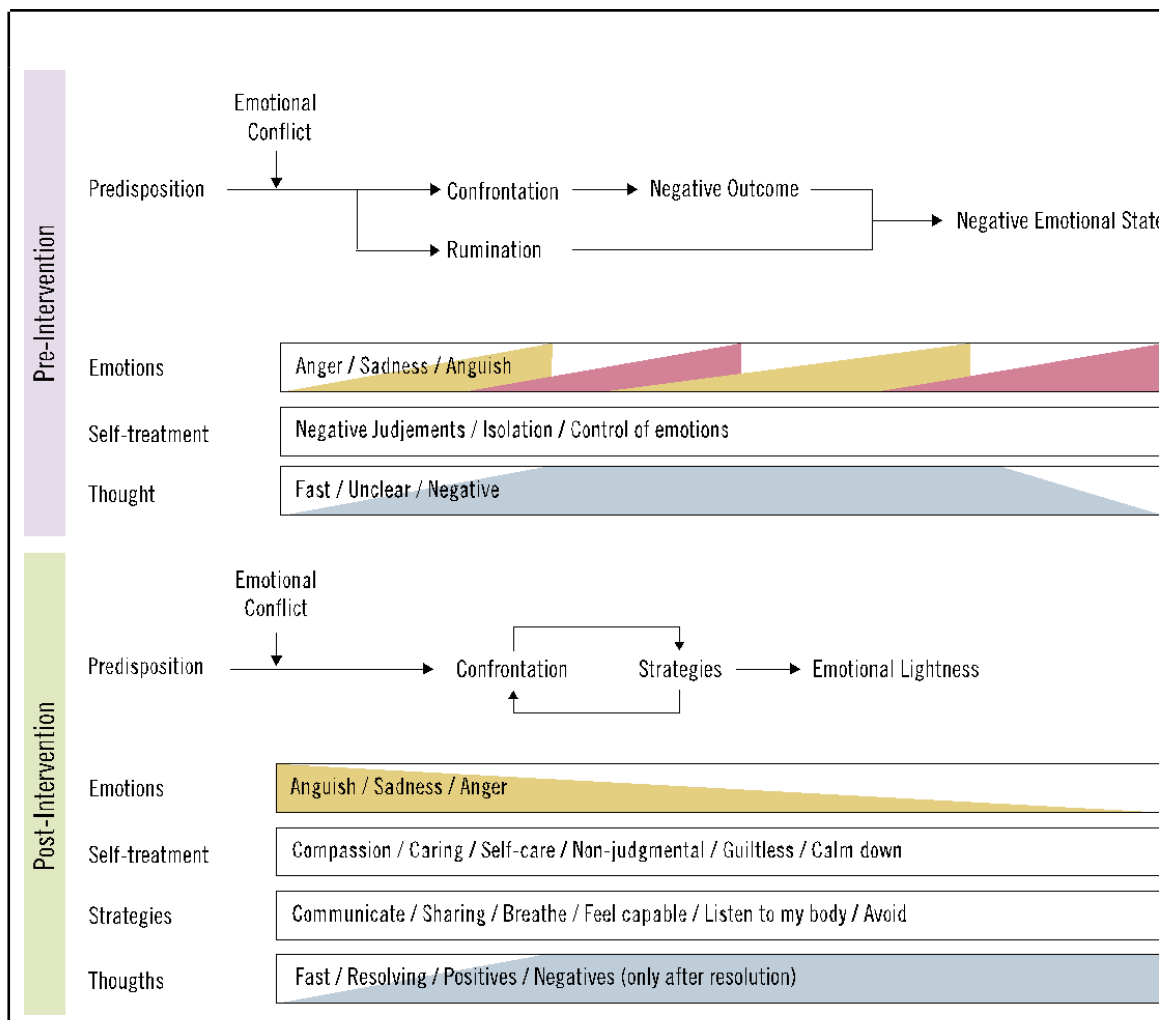 Pre-Intervention
Emotional
Conflict
Predisposition
Confrontation
Negative Outcome
Rumination
Negative Emotional State
Emotions
Anger / Sadness / Anguish
Self-treatment
Negative Judjements / Isolation / Control of emotions
Thought
Fast / Unclear / Negative
Post-Intervention
Emotional
Conflict
Predisposition
Confrontation
Strategies
Emotional Lightness
Emotions
Anguish / Sadness / Anger
Self-treatment
Compassion / Caring / Self-care / Non-judgmental / Guiltless / Calm down
Strategies
Communicate / Sharing / Breathe / Feel capable / Listen to my body / Avoid
Thougths
Fast / Resolving / Positives / Negatives (only after resolution)